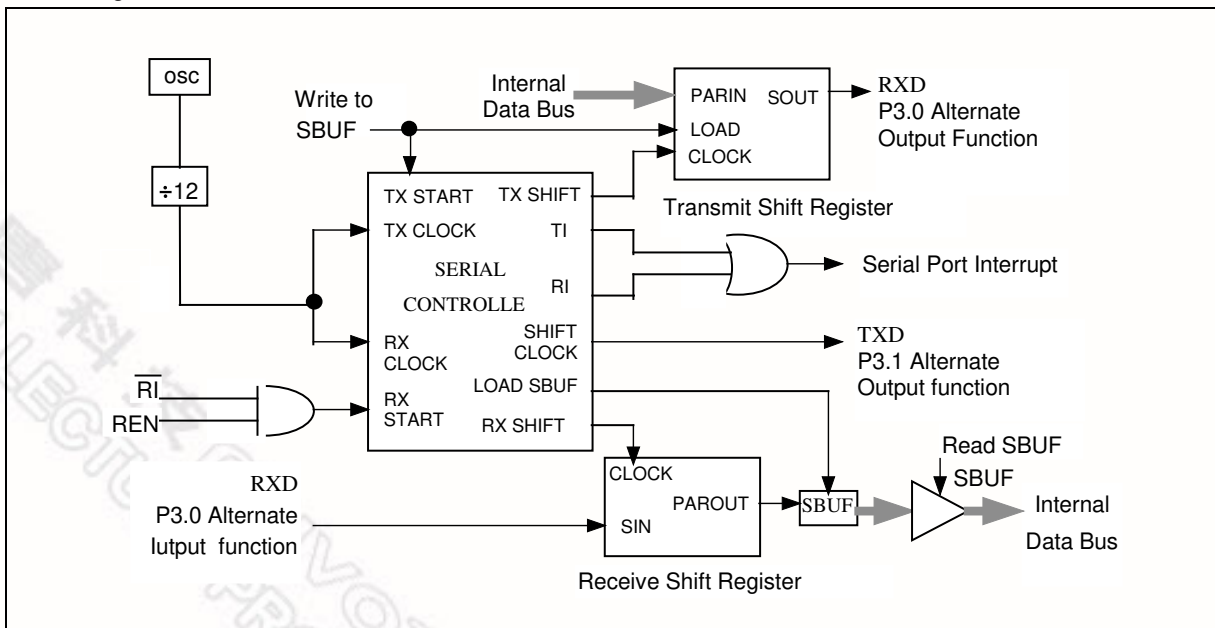 osc
÷12
Write to
SBUF
Internal
Data Bus
PARIN
SOUT
LOAD
CLOCK
RXD
P3.0 Alternate
Output Function
Transmit Shift Register
TX START
TX SHIFT
TX CLOCK
TI
SERIAL
CONTROLLE
RI
Serial Port Interrupt
RX
CLOCK
SHIFT
CLOCK
TXD
P3.1 Alternate
Output function
LOAD SBUF
RX
START
RX SHIFT
RI
REN
RXD
P3.0 Alternate
Iutput function
CLOCK
PAROUT
SIN
Receive Shift Register
SBUF
Read SBUF
SBUF
Internal
Data Bus